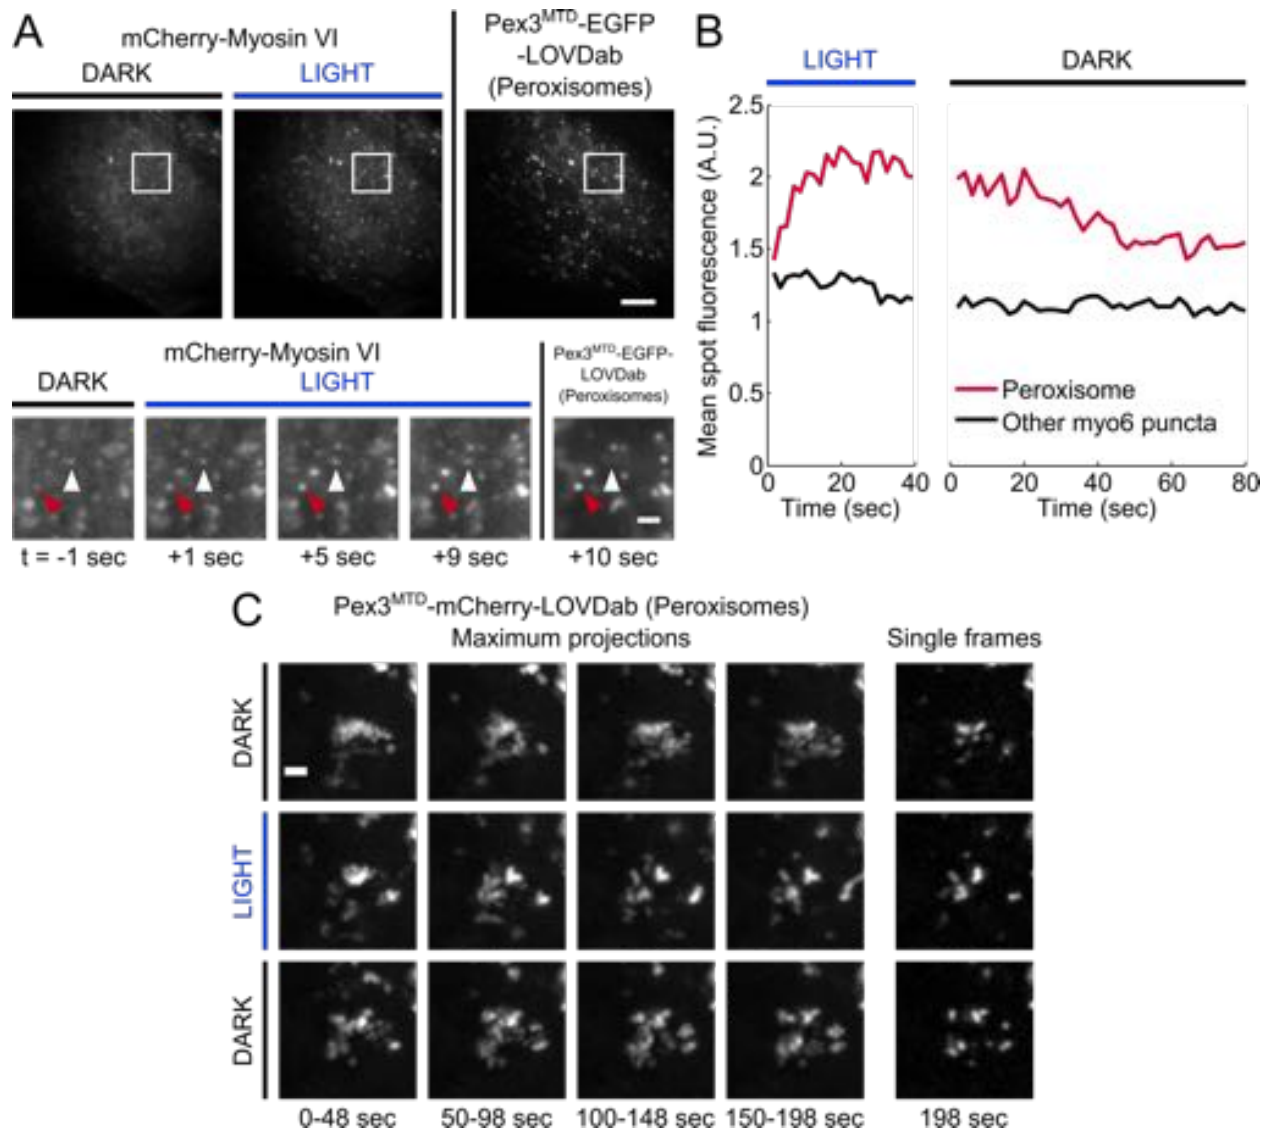 A
mCherry-Myosin VI
DARK
LIGHT
Pex3MTD-EGFP
-LOVDab
(Peroxisomes)
mCherry-Myosin VI
DARK
LIGHT
Pex3MTD-EGFP-
LOVDab
(Peroxisomes)
t = -1 sec
+1 sec
+5 sec
+9 sec
+10 sec
B
LIGHT
DARK
Mean spot fluorescence (A.U.)
2.5
2
1.5
1
0.5
0
Peroxisome
Other myo6 puncta
0 20 40
0 20 40 60 80
Time (sec)
Time (sec)
C
Pex3MTD-mCherry-LOVDab (Peroxisomes)
Maximum projections
Single frames
DARK
LIGHT
DARK
0-48 sec
50-98 sec
100-148 sec
150-198 sec
198 sec